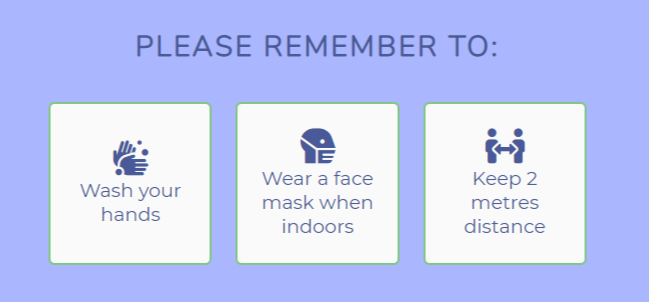 PLEASE REMEMBER TO:
Wash your
hands
Wear a face
mask when
indoors
Keep 2
metres
distance